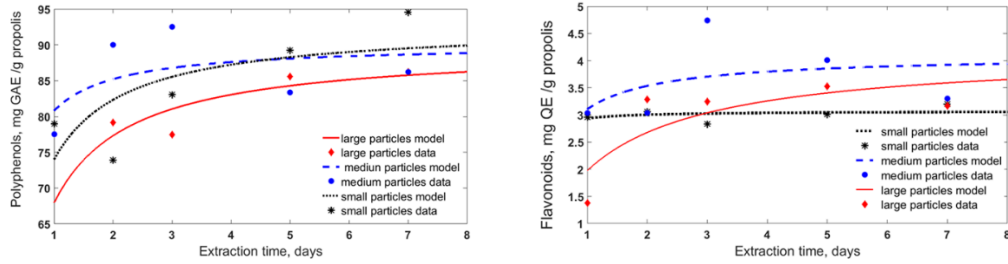 95
90
85
80
75
70
65
Polyphenols, mg GAE /g propolis
large particles model
large particles data
mediun particles model
medium particles data
small particles model
small particles data
1 2 3 4 5 6 7 8
Extraction time, days
5
4.5
4
3.5
3
2.5
2
1.5
1
Flavonoids, mg QE /g propolis
small particles model
small particles data
medium particles model
medium particles data
large particles model
large particles data
1 2 3 4 5 6 7 8
Extraction time, days